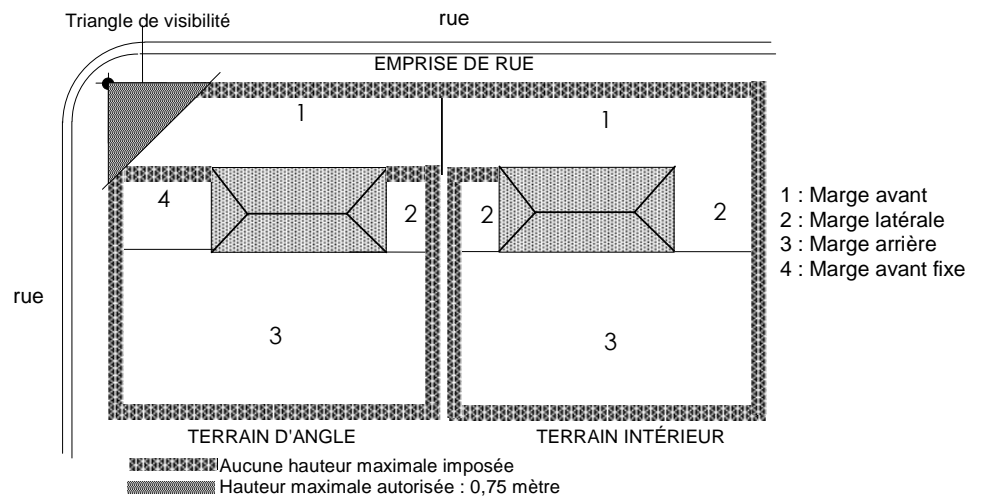 Triangle de visibilité
rue
EMPRISE DE RUE
1
1
4
2
2
2
1 : Marge avant
2 : Marge latérale
3 : Marge arrière
4 : Marge avant fixe
rue
3
3
TERRAIN D'ANGLE
TERRAIN INTÉRIEUR
Aucune hauteur maximale imposée
Hauteur maximale autorisée : 0,75 mètre